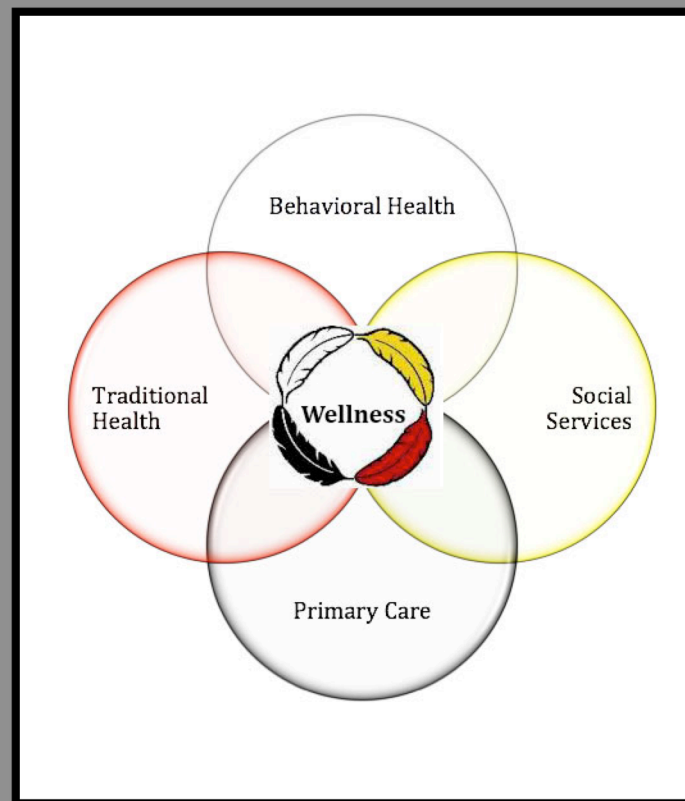 Behavioral Health
Traditional
Health
Wellness
Social
Services
Primary Care